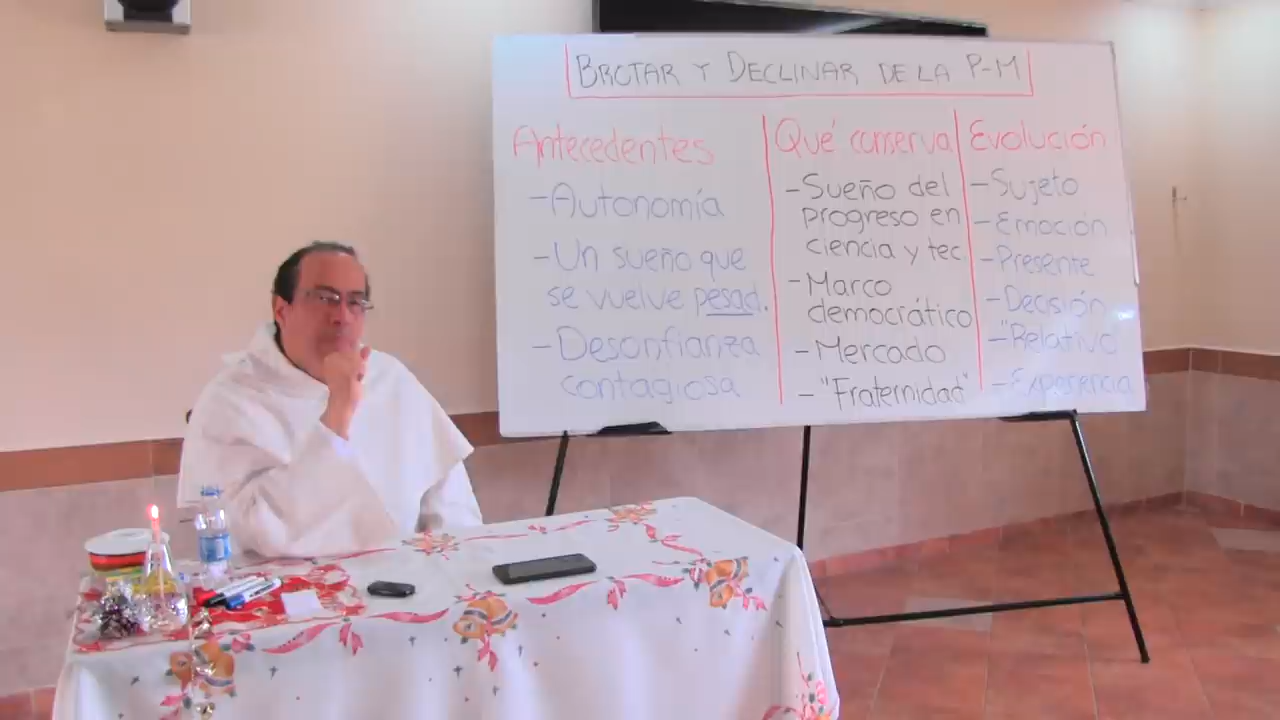 BROTAR Y DECLINAR DE LA P-M
Antecedentes
-Autonomía
-Un sueño que
se vuelve pesad.
-Desonfianza
contagiosa
Qué conserva
-Sueño del
progreso en
ciencia y tec.
-Marco
democrático
-Mercado
-"Fraternidad"
Evolución
-Sujeto
-Emoción
-Presente
-Decisión
-"Relativo
-Experiencia